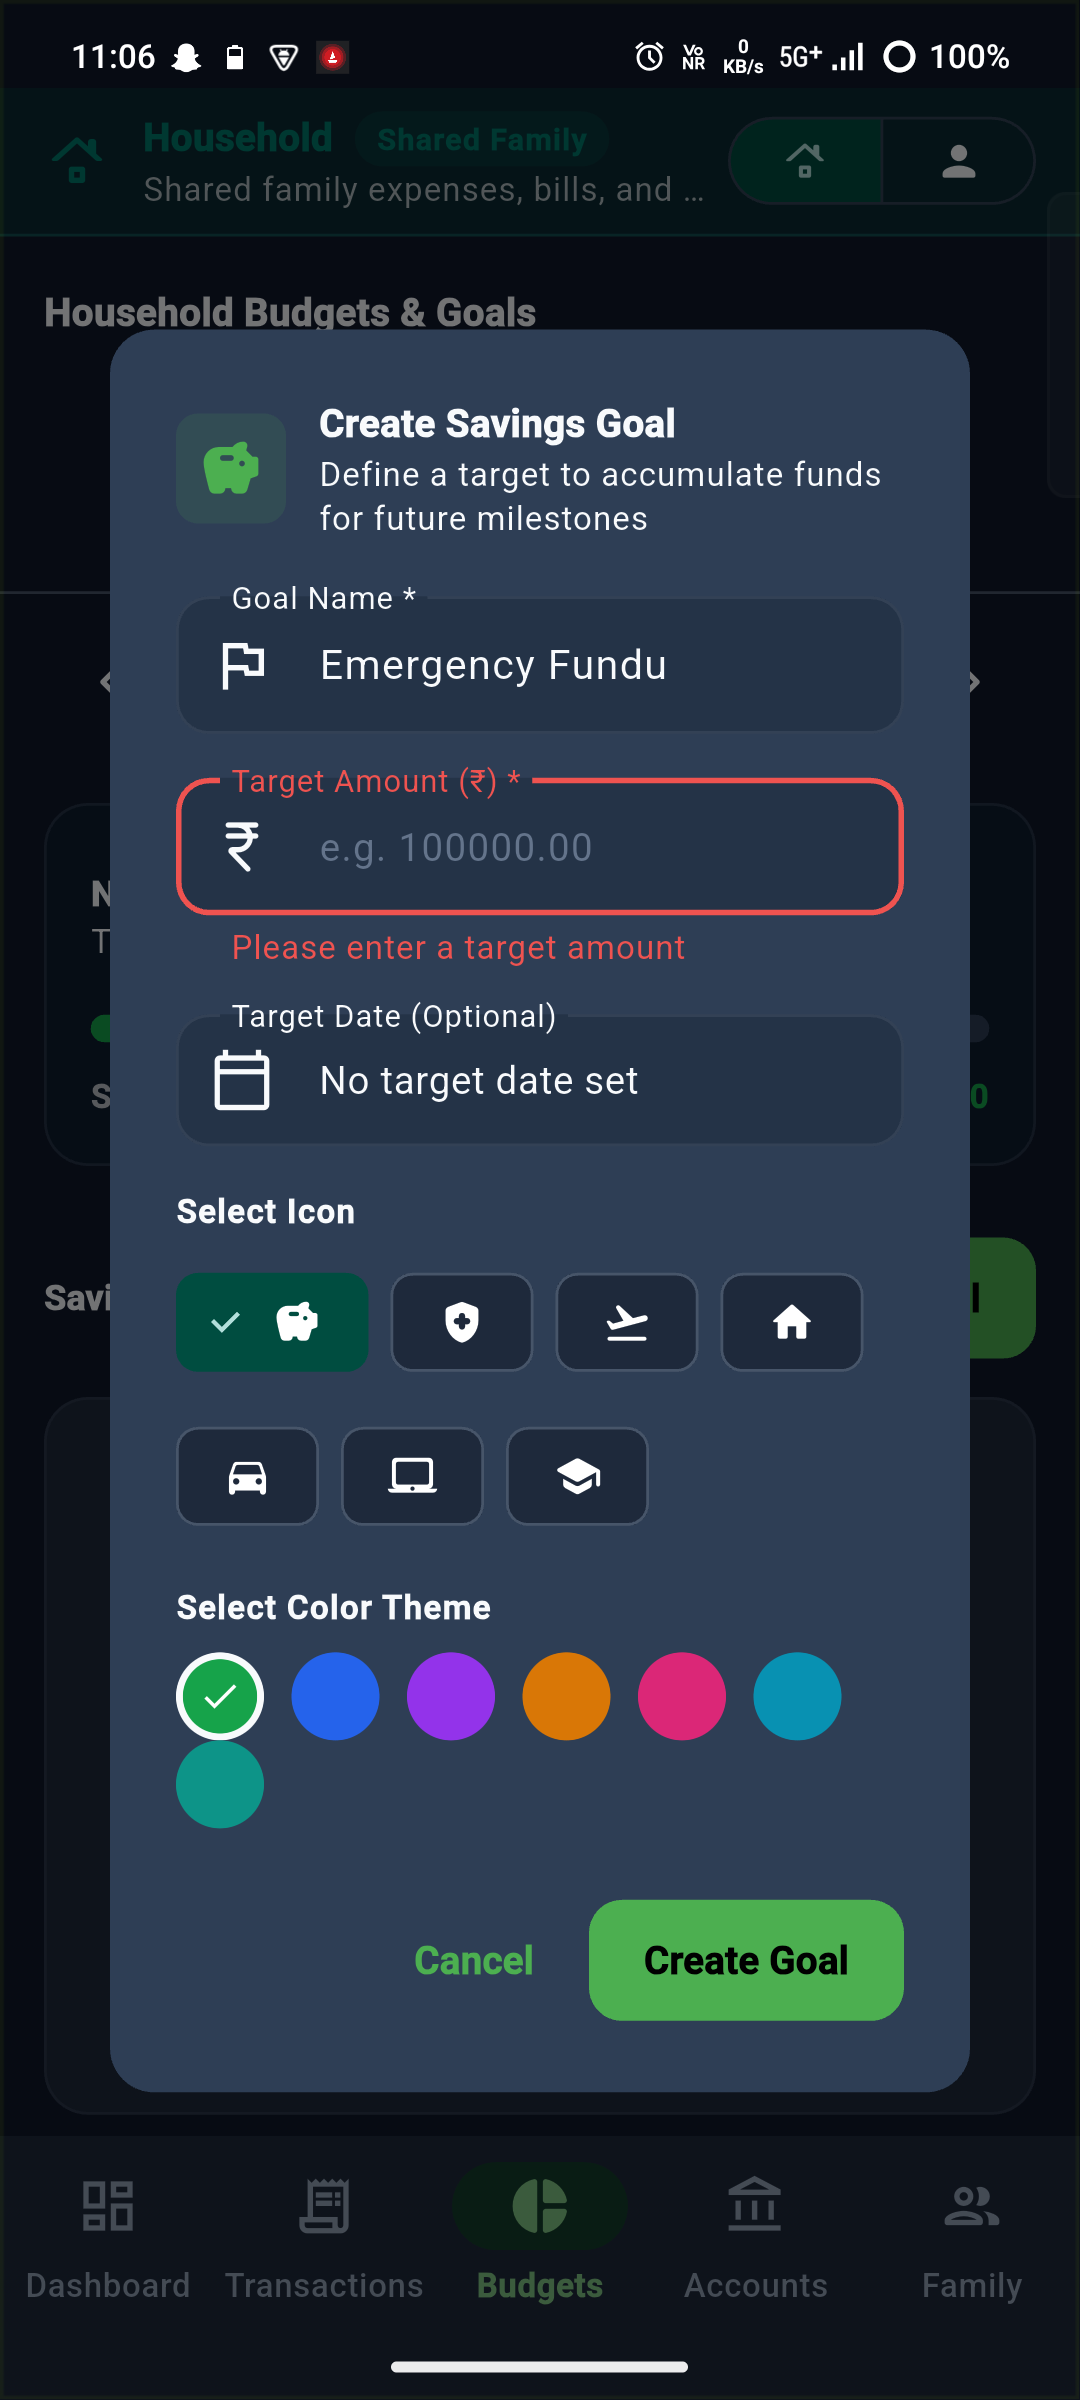 11:06
Vo
NR
0
KB/s
5G+
100%
Household
Shared Family
Shared family expenses, bills, and ...
Household Budgets & Goals
Create Savings Goal
Define a target to accumulate funds
for future milestones
Goal Name *
Emergency Fundu
Target Amount (₹) *
₹
e.g. 100000.00
Please enter a target amount
Target Date (Optional)
No target date set
Select Icon
Select Color Theme
Cancel
Create Goal
Dashboard
Transactions
Budgets
Accounts
Family